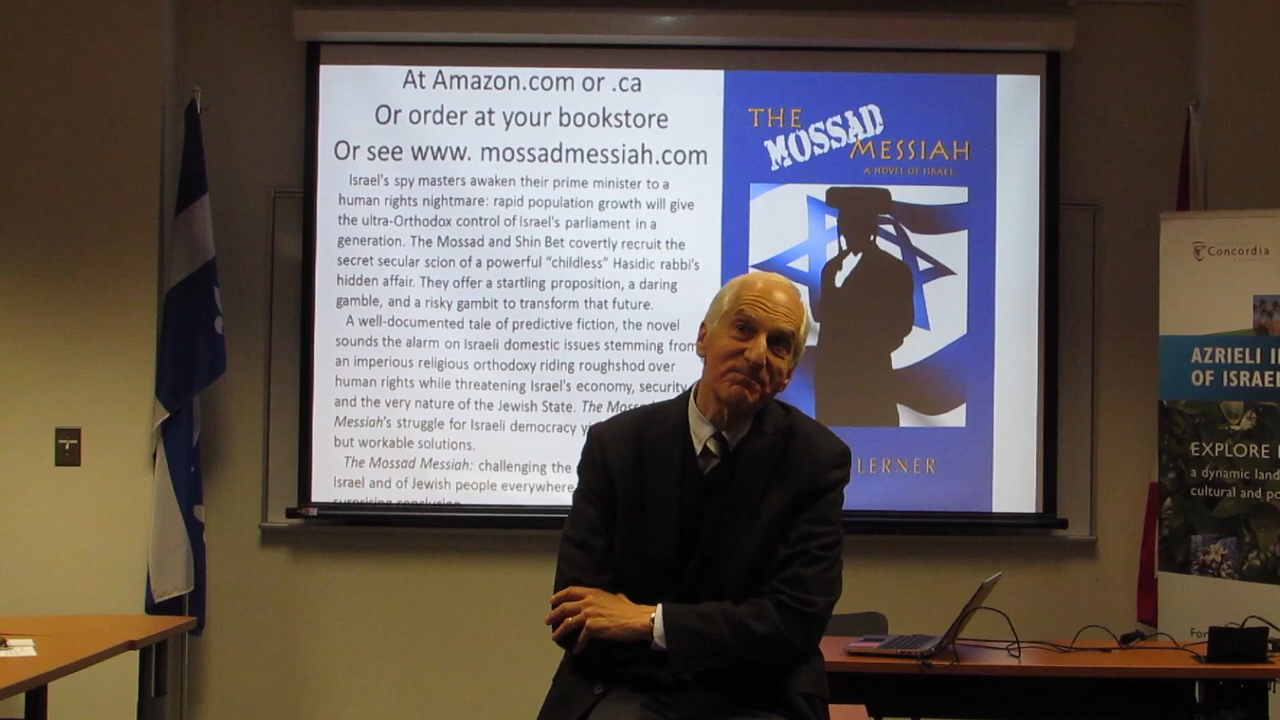 At Amazon.com or .ca
Or order at your bookstore
Or see www. mossadmessiah.com
Israel's spy masters awaken their prime minister to a
human rights nightmare: rapid population growth will give
the ultra-Orthodox control of Israel's parliament in a
generation. The Mossad and Shin Bet covertly recruit the
secret secular scion of a powerful "childless" Hasidic rabbi's
hidden affair. They offer a startling proposition, a daring
gamble, and a risky gambit to transform that future.
A well-documented tale of predictive fiction, the novel
sounds the alarm on Israeli domestic issues stemming from
an imperious religious orthodoxy riding roughshod over
human rights while threatening Israel's economy, security
and the very nature of the Jewish State. The
Messiah's struggle for Israeli democracy
but workable solutions.
The Mossad Messiah: challenging the
Israel and of Jewish people everywhere
surprising conclusion
THE
MOSSAD
MESSIAH
A NOVEL OF ISRAEL
LERNER
Concordia
AZRIELI
OF ISRAEL
EXPLORE
a dynamic land
cultural and